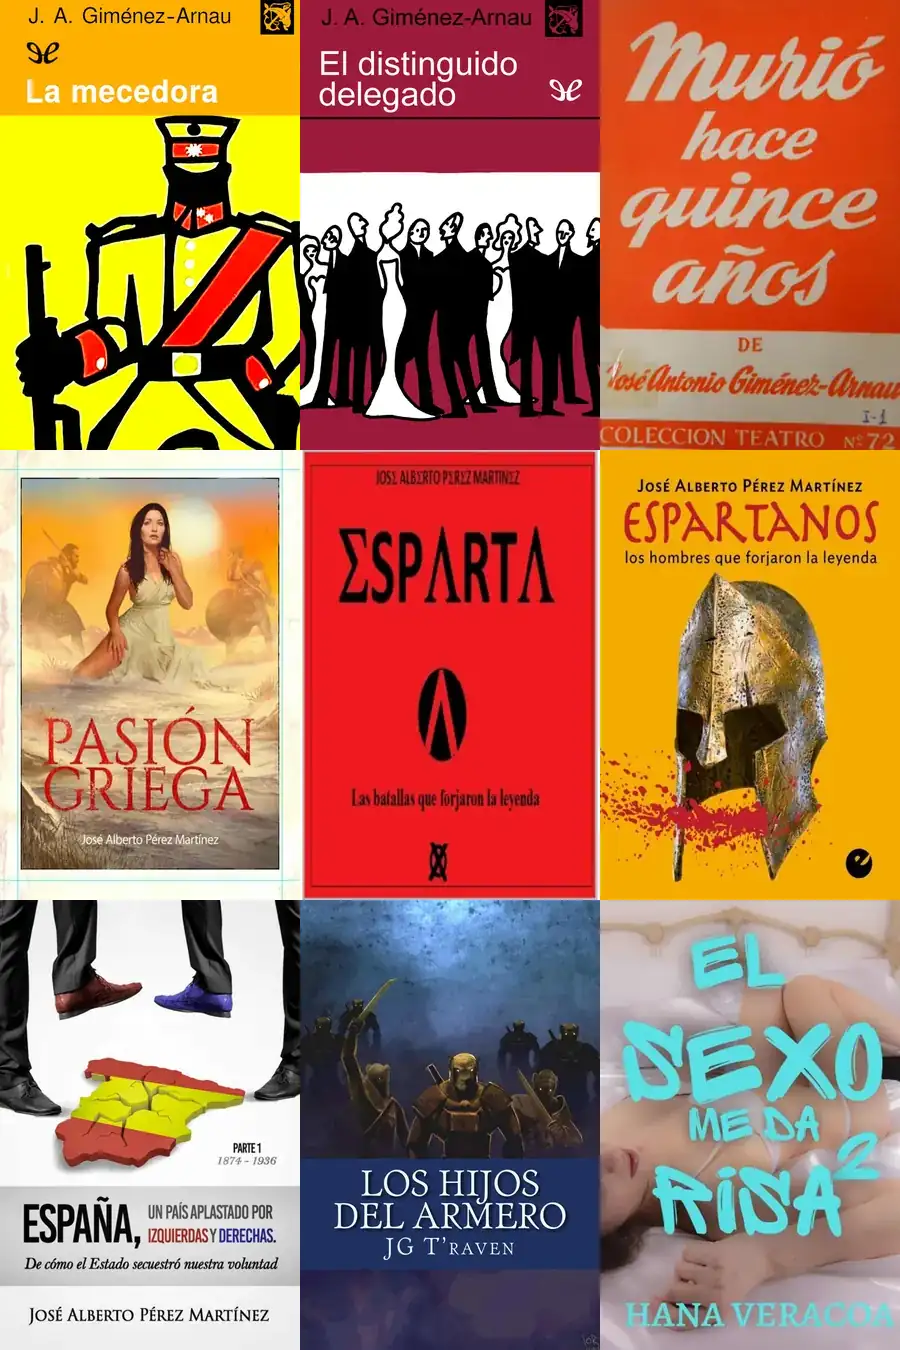 J. A. Giménez-Arnau
La mecedora
J. A. Giménez-Arnau
El distinguido
delegado
Murió
hace
quince
años
DE
José Antonio Giménez-Arnau
I-1
COLECCION TEATRO Nº 72
PASIÓN
GRIEGA
José Alberto Pérez Martínez
JOSÉ ALBERTO PÉREZ MARTÍNEZ
ΣSPΛRTΛ
Λ
Las batallas que forjaron la leyenda
JOSÉ ALBERTO PÉREZ MARTÍNEZ
ESPARTANOS
los hombres que forjaron la leyenda
PARTE 1
1874 - 1936
ESPAÑA, UN PAÍS APLASTADO POR
IZQUIERDAS Y DERECHAS.
De cómo el Estado secuestró nuestra voluntad
JOSÉ ALBERTO PÉREZ MARTÍNEZ
LOS HIJOS
DEL ARMERO
JG T'RAVEN
EL
SEXO
ME DA
RISA 2
HANA VERACOA